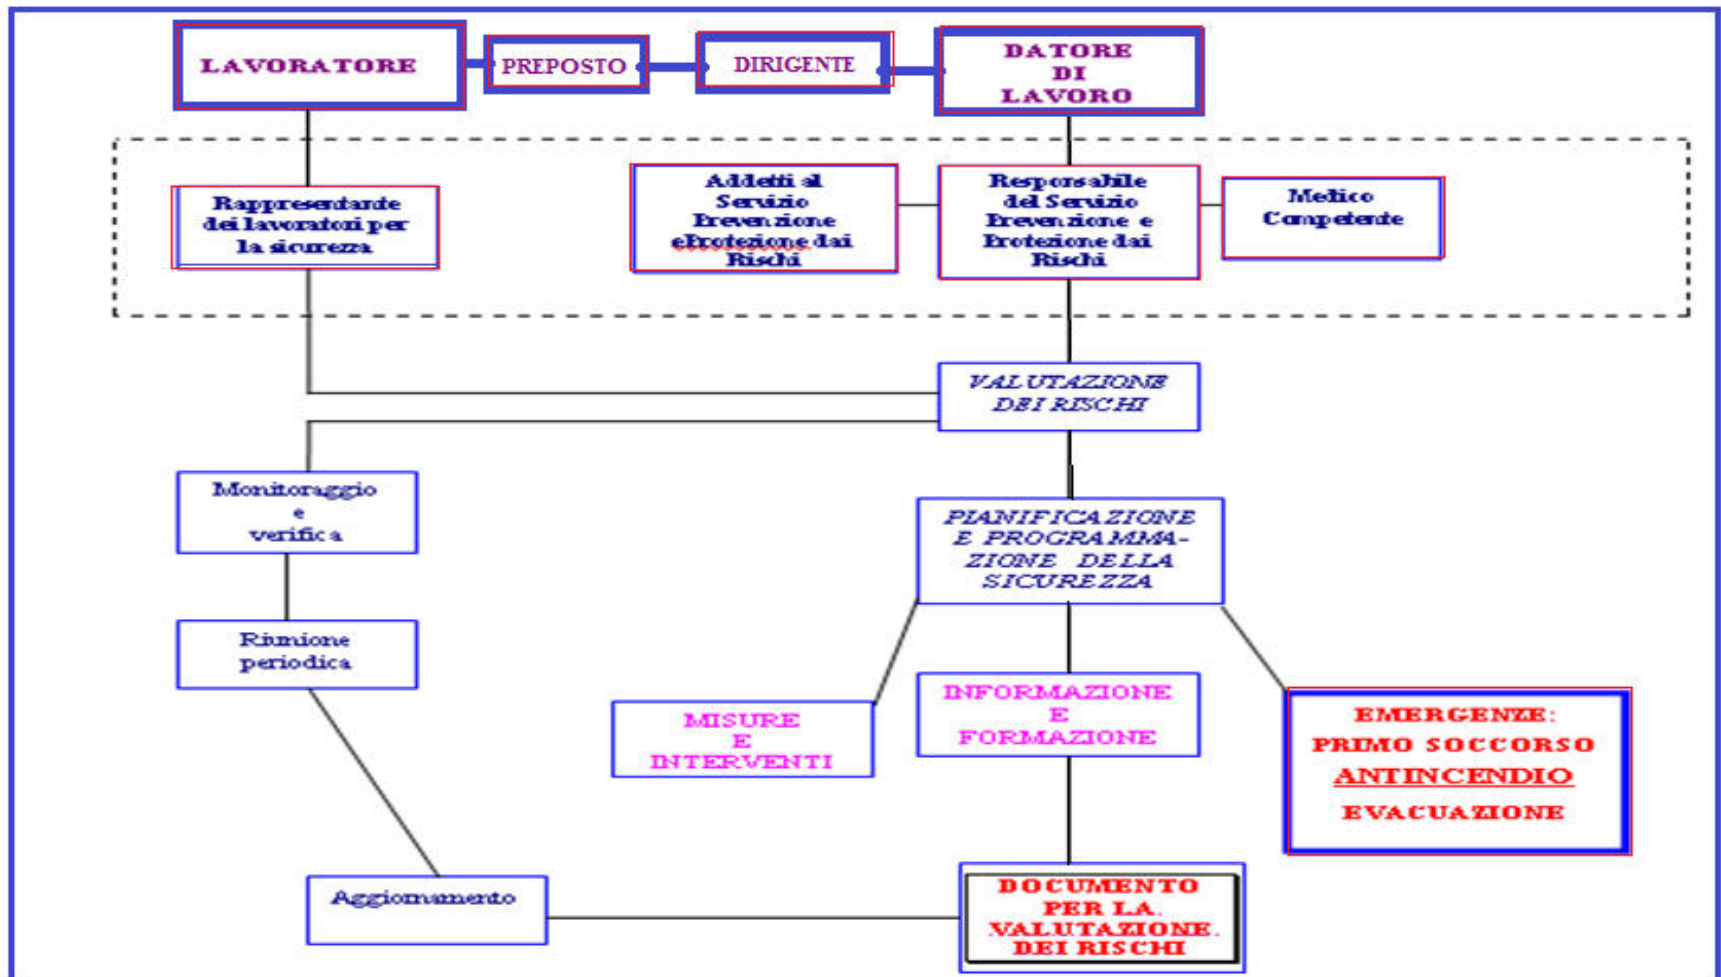 LAVORATORE
PREPOSTO
DIRIGENTE
DATORE
DI
LAVORO
Rappresentante
dei lavoratori per
la sicurezza
Addetti al
Servizio
Prevenzione
eProtezione dai
Rischi
Responsabile
del Servizio
Prevenzione e
Protezione dai
Rischi
Medico
Competente
VALUTAZIONE
DEI RISCHI
Monitoraggio
e
verifica
PIANIFICAZIONE
E PROGRAMMA-
ZIONE DELLA
SICUREZZA
Riunione
periodica
MISURE
E
INTERVENTI
INFORMAZIONE
E
FORMAZIONE
EMERGENZE:
PRIMO SOCCORSO
ANTINCENDIO
EVACUAZIONE
Aggiornamento
DOCUMENTO
PER LA.
VALUTAZIONE.
DEI RISCHI